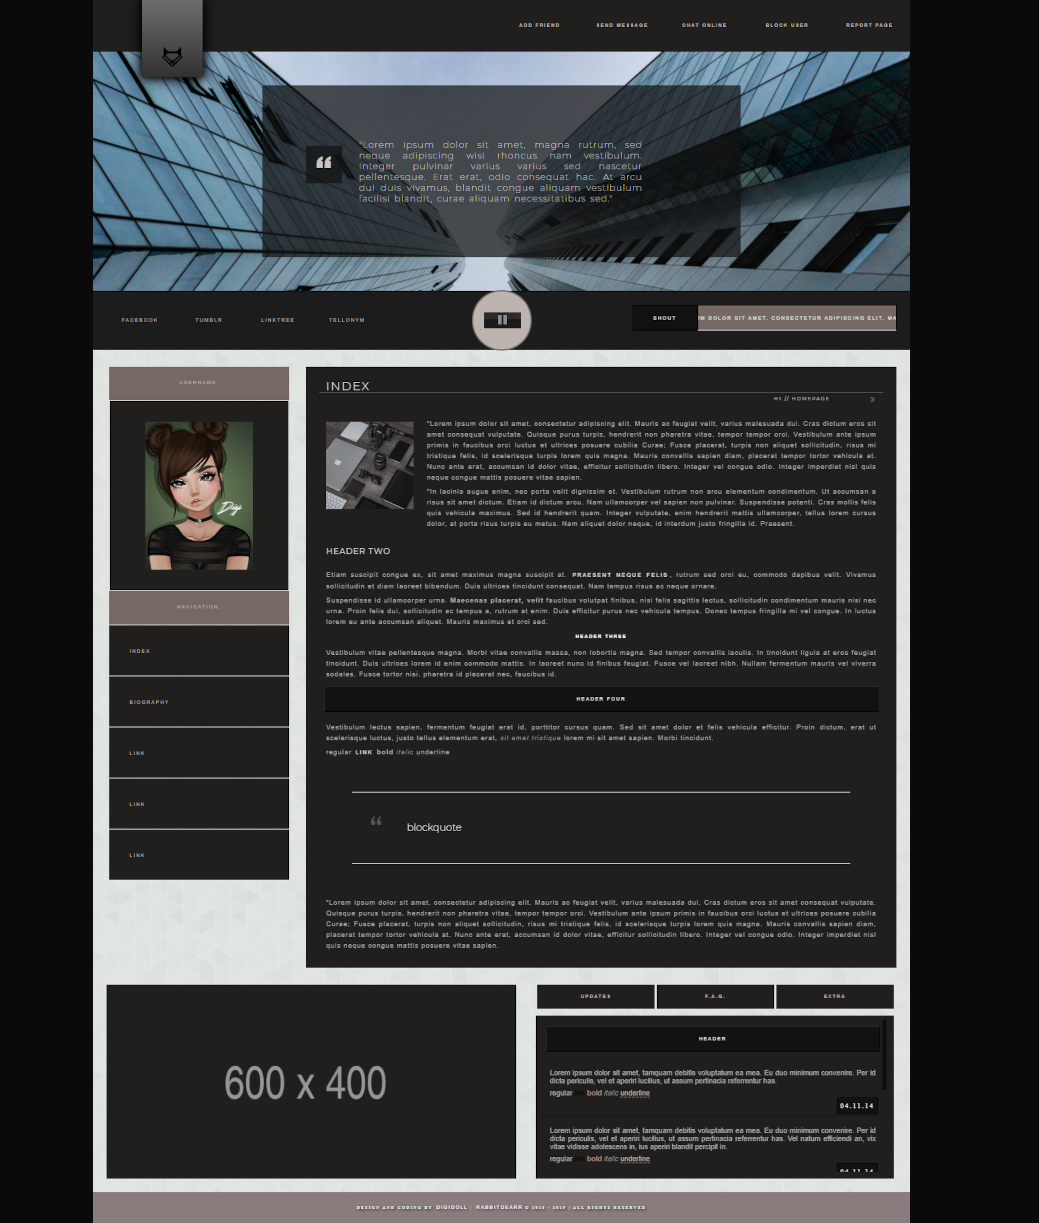 ADD FRIEND
SEND MESSAGE
CHAT ONLINE
BLOCK USER
REPORT PAGE
"Lorem ipsum dolor sit amet, magna rutrum, sed
neque adipiscing wisi rhoncus nam vestibulum.
Integer pulvinar varius varius sed nascetur
pellentesque. Erat erat, odio consequat hac. At arcu
dui duis vivamus, blandit congue aliquam vestibulum
facilisi blandit, curae aliquam necessitatibus sed."
FACEBOOK
TUMBLR
LINKTREE
TELLONYM
SHOUT
M DOLOR SIT AMET, CONSECTETUR ADIPISCING ELIT. MA
USERNAME.
Digi
NAVIGATION.
INDEX
BIOGRAPHY
LINK
LINK
LINK
INDEX
HI // HOMEPAGE
»
"Lorem ipsum dolor sit amet, consectetur adipiscing elit. Mauris ac feugiat velit, varius malesuada dui. Cras dictum eros sit
amet consequat vulputate. Quisque purus turpis, hendrerit non pharetra vitae, tempor tempor orci. Vestibulum ante ipsum
primis in faucibus orci luctus et ultrices posuere cubilia Curae; Fusce placerat, turpis non aliquet sollicitudin, risus mi
tristique felis, id scelerisque turpis lorem quis magna. Mauris convallis sapien diam, placerat tempor tortor vehicula at.
Nunc ante erat, accumsan id dolor vitae, efficitur sollicitudin libero. Integer vel congue odio. Integer imperdiet nisl quis
neque congue mattis posuere vitae sapien.
"In lacinia augue enim, nec porta velit dignissim et. Vestibulum rutrum non arcu elementum condimentum. Ut accumsan a
risus sit amet dictum. Etiam id dictum arcu. Nam ullamcorper vel sapien non pulvinar. Suspendisse potenti. Cras mollis felis
quis vehicula maximus. Sed id hendrerit quam. Integer vulputate, enim hendrerit mattis ullamcorper, tellus lorem cursus
dolor, at porta risus turpis eu metus. Nam aliquet dolor neque, id interdum justo fringilla id. Praesent.
HEADER TWO
Etiam suscipit congue ex, sit amet maximus magna suscipit at. PRAESENT NEQUE FELIS, rutrum sed orci eu, commodo dapibus velit. Vivamus
sollicitudin et diam laoreet bibendum. Duis ultrices tincidunt consequat. Nam tempus risus ac neque ornare.
Suspendisse id ullamcorper urna. Maecenas placerat, velit faucibus volutpat finibus, nisi felis sagittis lectus, sollicitudin condimentum mauris nisi nec
urna. Proin felis dui, sollicitudin ac tempus a, rutrum at enim. Duis efficitur purus nec vehicula tempus. Donec tempus fringilla mi vel congue. In luctus
lorem eu ante accumsan aliquet. Mauris maximus et orci sed.
HEADER THREE
Vestibulum vitae pellentesque magna. Morbi vitae convallis massa, non lobortis magna. Sed tempor convallis iaculis. In tincidunt ligula at eros feugiat
tincidunt. Duis ultrices lorem id enim commodo mattis. In laoreet nunc id finibus feugiat. Fusce vel laoreet nibh. Nullam fermentum mauris vel viverra
sodales. Fusce tortor nisi, pharetra id placerat nec, faucibus id.
HEADER FOUR
Vestibulum lectus sapien, fermentum feugiat erat id, porttitor cursus quam. Sed sit amet dolor et felis vehicula efficitur. Proin dictum, erat ut
scelerisque luctus, justo tellus elementum erat, sit amet tristique lorem mi sit amet sapien. Morbi tincidunt.
regular LINK bold italic underline
blockquote
"Lorem ipsum dolor sit amet, consectetur adipiscing elit. Mauris ac feugiat velit, varius malesuada dui. Cras dictum eros sit amet consequat vulputate.
Quisque purus turpis, hendrerit non pharetra vitae, tempor tempor orci. Vestibulum ante ipsum primis in faucibus orci luctus et ultrices posuere cubilia
Curae; Fusce placerat, turpis non aliquet sollicitudin, risus mi tristique felis, id scelerisque turpis lorem quis magna. Mauris convallis sapien diam,
placerat tempor tortor vehicula at. Nunc ante erat, accumsan id dolor vitae, efficitur sollicitudin libero. Integer vel congue odio. Integer imperdiet nisl
quis neque congue mattis posuere vitae sapien.
600 x 400
UPDATES
F.A.Q.
EXTRA
HEADER
Lorem ipsum dolor sit amet, tamquam debitis voluptatum ea mea. Eu duo minimum convenire. Per id
dicta periculis, vel et aperiri lucilius, ut assum pertinacia referrentur has.
regular bold italic underline
04.11.14
Lorem ipsum dolor sit amet, tamquam debitis voluptatum ea mea. Eu duo minimum convenire. Per id
dicta periculis, vel et aperiri lucilius, ut assum pertinacia referrentur has. Vel natum efficiendi an, vix
vitae vidisse adolescens in, ius aperiri blandit percipit in.
regular bold italic underline
04.11.14
DESIGN AND CODING BY DIGIDOLL | RABBITDEARR © 2012 - 2019 | ALL RIGHTS RESERVED